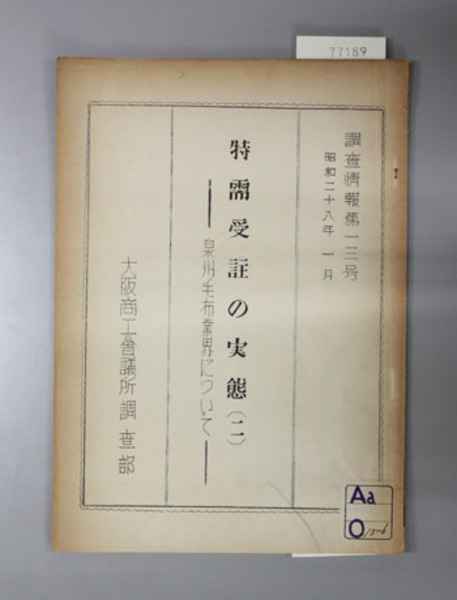 77189
調査情報第一三号
昭和二十八年一月
特需受註の実態(二)
――泉州毛布業界について――
大阪商工會議所調査部
Aa
O